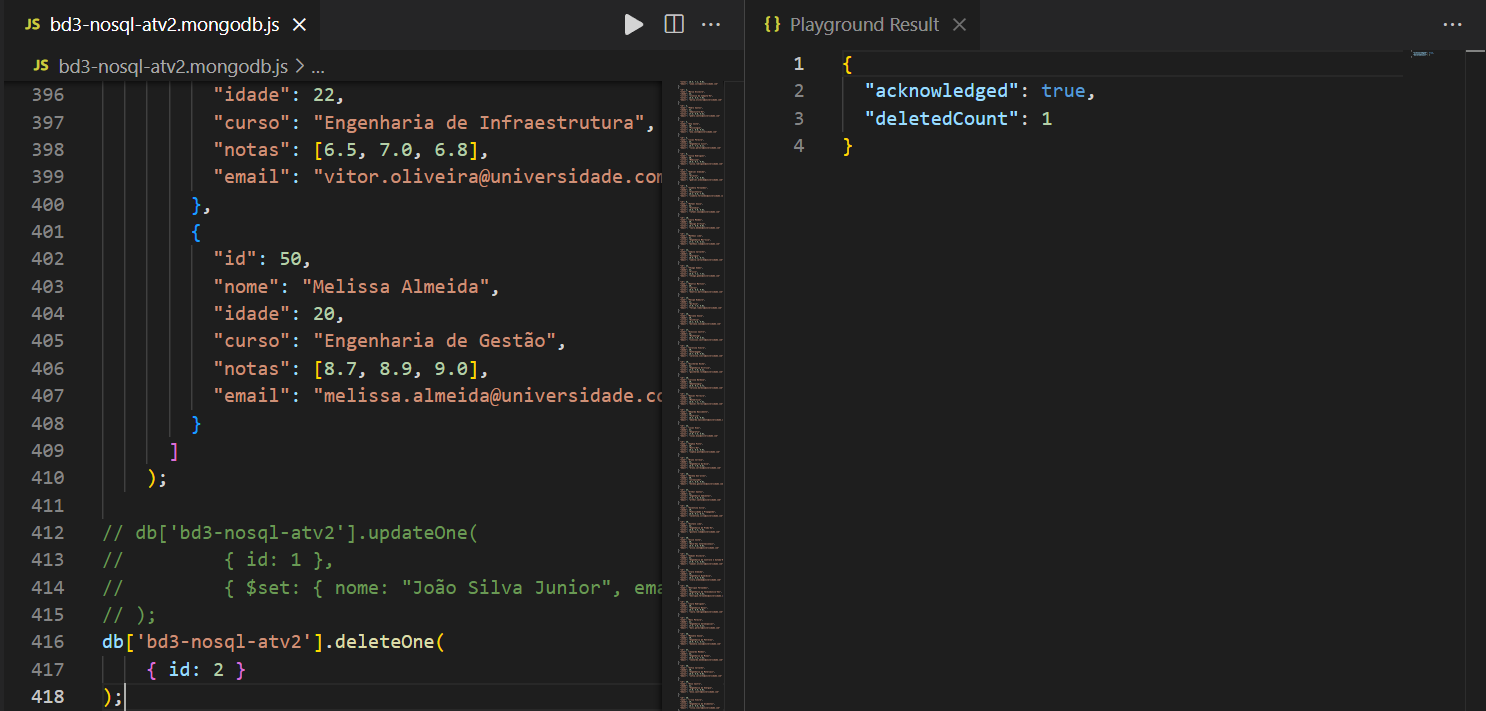 JS bd3-nosql-atv2.mongodb.js
JS bd3-nosql-atv2.mongodb.js > ...
396 "idade": 22,
397 "curso": "Engenharia de Infraestrutura",
398 "notas": [6.5, 7.0, 6.8],
399 "email": "vitor.oliveira@universidade.com
400 },
401 {
402 "id": 50,
403 "nome": "Melissa Almeida",
404 "idade": 20,
405 "curso": "Engenharia de Gestão",
406 "notas": [8.7, 8.9, 9.0],
407 "email": "melissa.almeida@universidade.co
408 }
409 ]
410 );
411
412 // db['bd3-nosql-atv2'].updateOne(
413 // { id: 1 },
414 // { $set: { nome: "João Silva Junior", ema
415 // );
416 db['bd3-nosql-atv2'].deleteOne(
417 { id: 2 }
418 );
{} Playground Result
1 {
2 "acknowledged": true,
3 "deletedCount": 1
4 }